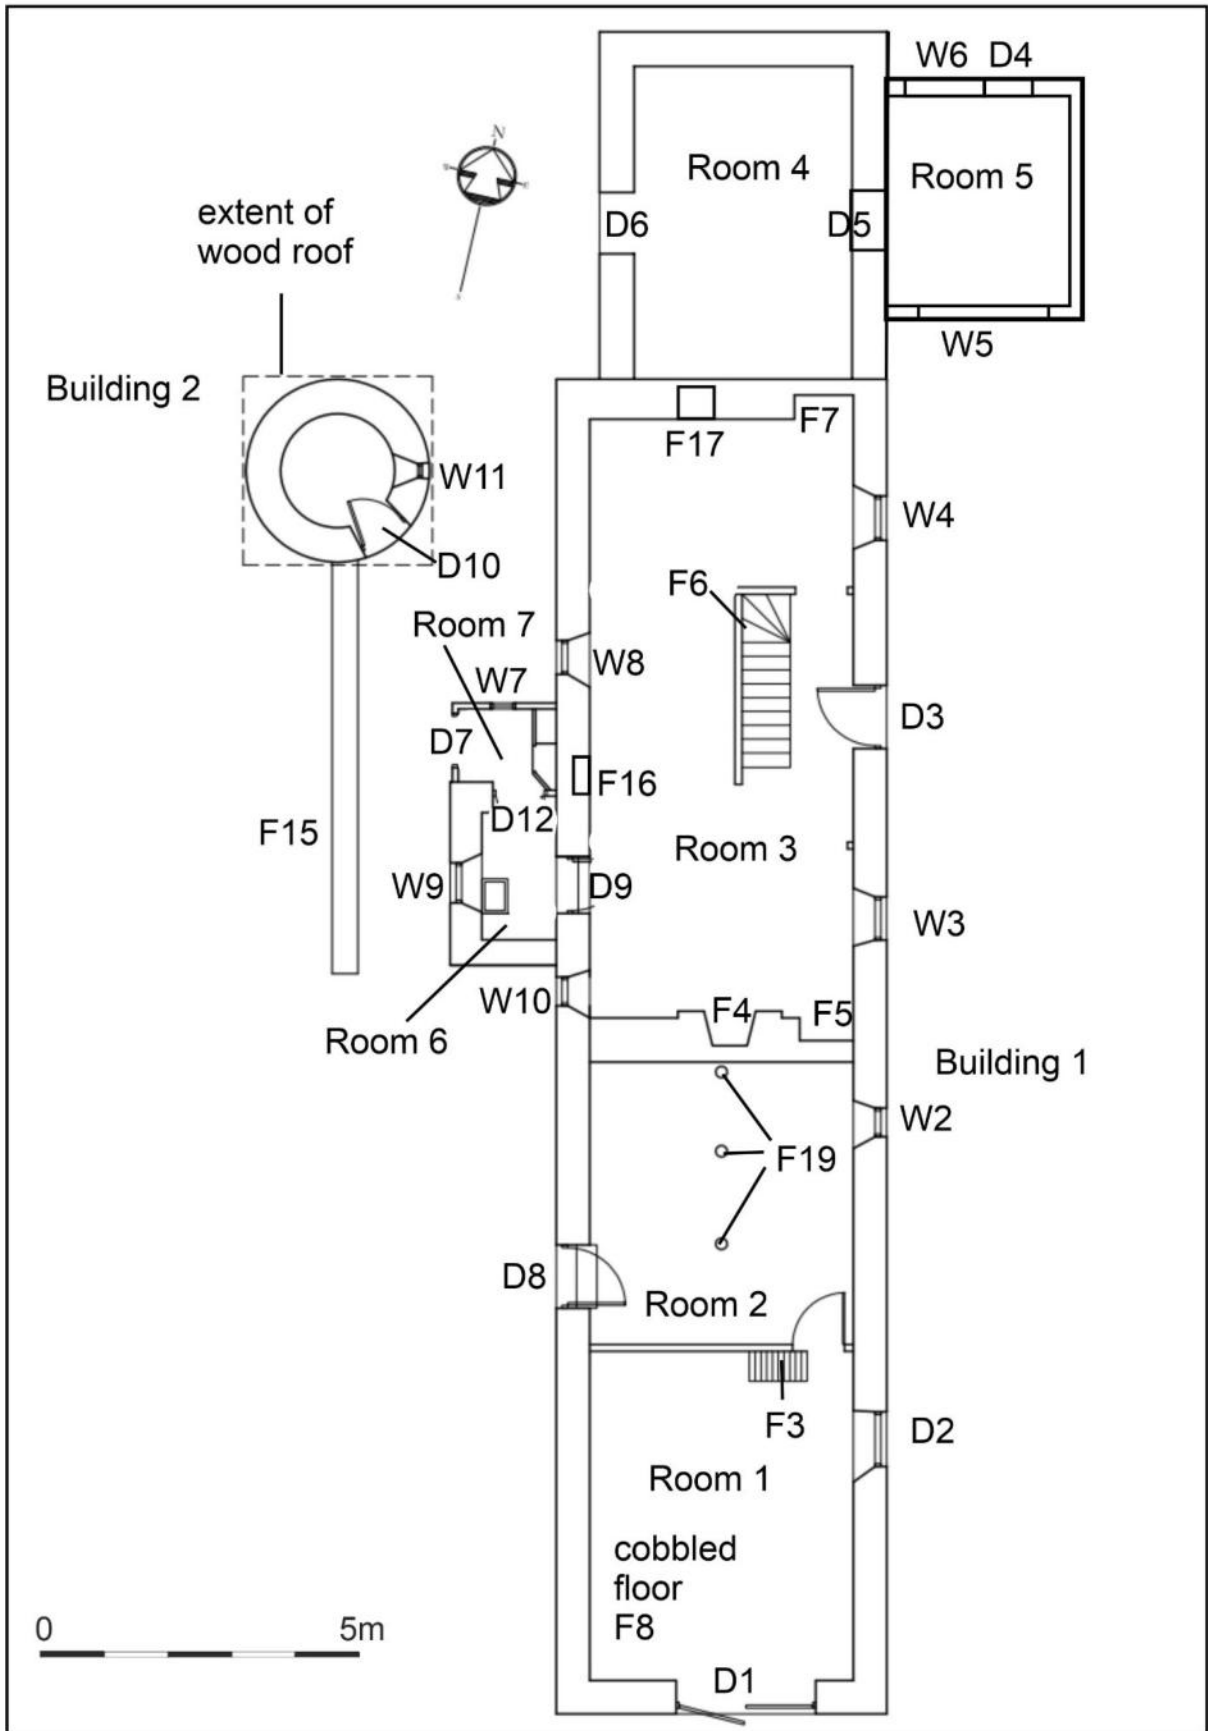 W6 D4
Room 4
Room 5
N
extent of
wood roof
D6
D5
W5
Building 2
F7
F17
W11
W4
D10
F6
Room 7
W8
W7
D3
D7
F16
D12
F15
Room 3
W9
D9
W3
W10
F4
F5
Room 6
Building 1
W2
F19
D8
Room 2
F3
D2
Room 1
cobbled
floor
F8
0 5m
D1